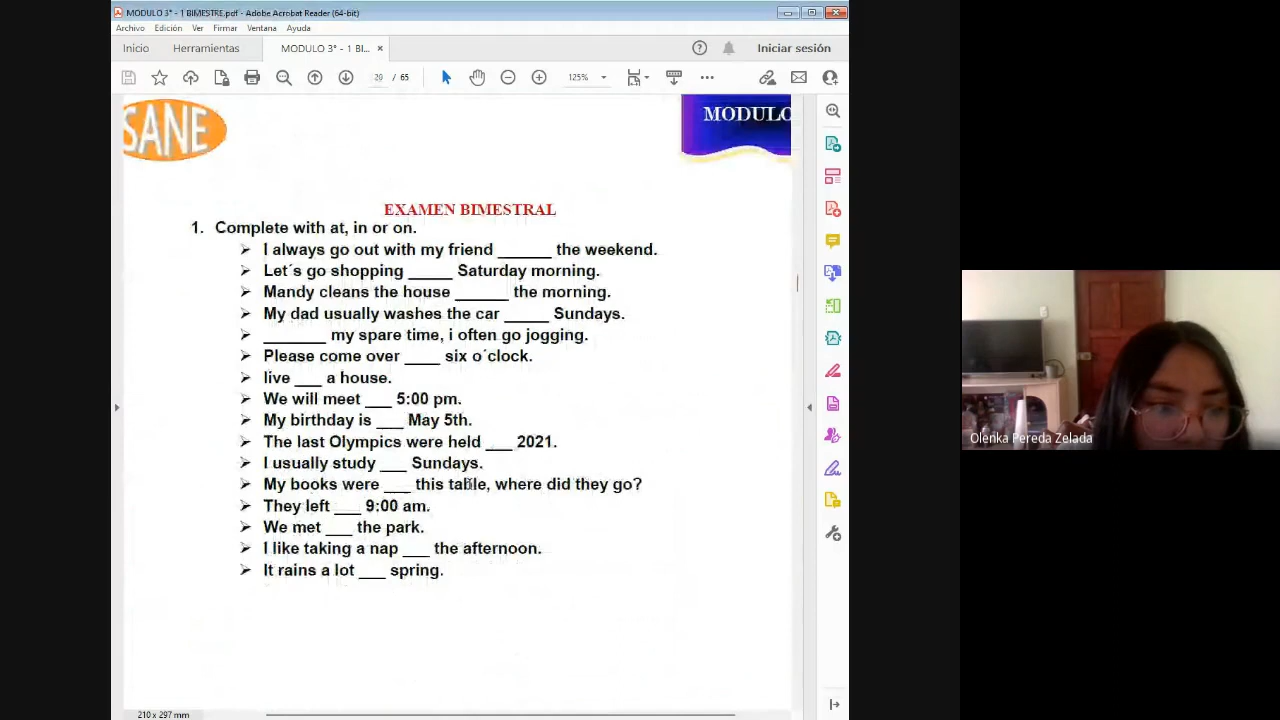 MODULO 3° - 1 BIMESTRE.pdf - Adobe Acrobat Reader (64-bit)
Archivo Edición Ver Firmar Ventana Ayuda
Inicio Herramientas MODULO 3° - 1 BI... × Iniciar sesión
20 / 65 125%
SANE
MODULO
EXAMEN BIMESTRAL
1. Complete with at, in or on.
➤ I always go out with my friend ______ the weekend.
➤ Let´s go shopping _____ Saturday morning.
➤ Mandy cleans the house ______ the morning.
➤ My dad usually washes the car _____ Sundays.
➤ _______ my spare time, i often go jogging.
➤ Please come over ____ six o´clock.
➤ live ___ a house.
➤ We will meet ___ 5:00 pm.
➤ My birthday is ___ May 5th.
➤ The last Olympics were held ___ 2021.
➤ I usually study ___ Sundays.
➤ My books were ___ this table, where did they go?
➤ They left ___ 9:00 am.
➤ We met ___ the park.
➤ I like taking a nap ___ the afternoon.
➤ It rains a lot ___ spring.
210 x 297 mm
Olenka Pereda Zelada